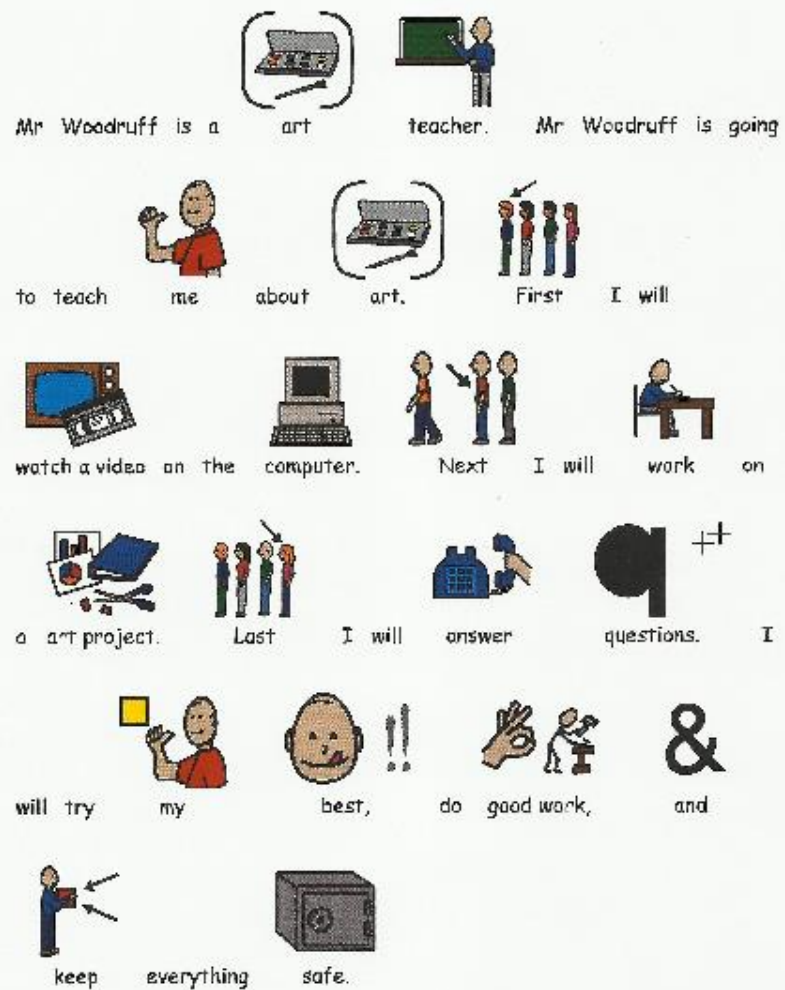 Mr Woodruff is a art teacher. Mr Woodruff is going
to teach me about art. First I will
watch a video on the computer. Next I will work on
a art project. Last I will answer questions. I
will try my best, do good work, and
keep everything safe.